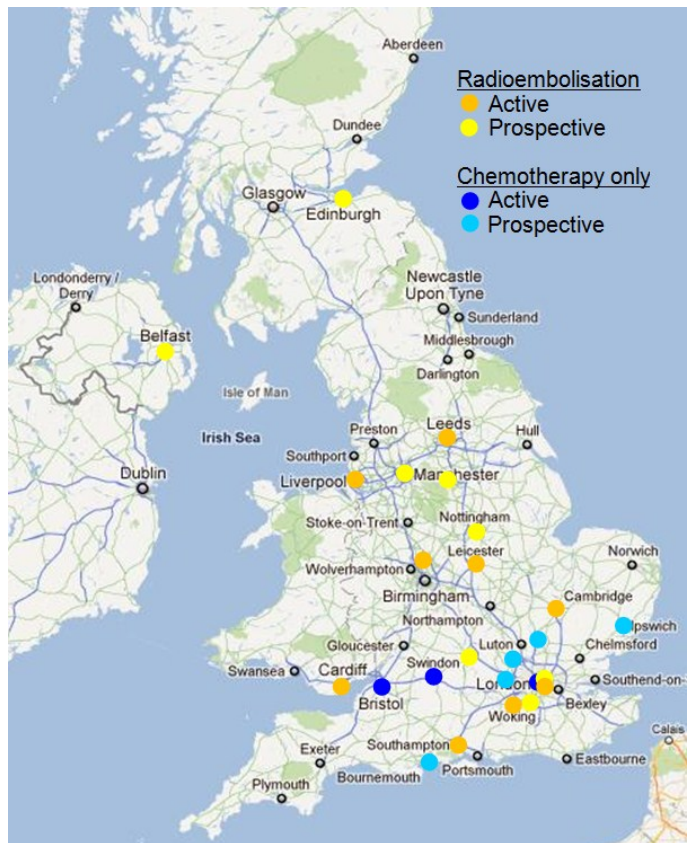 Aberdeen
Radioembolisation
Active
Prospective
Dundee
Chemotherapy only
Active
Prospective
Glasgow
Edinburgh
Londonderry /
Derry
Newcastle
Upon Tyne
Sunderland
Belfast
Middlesbrough
Darlington
Isle of Man
Irish Sea
Preston
Leeds
Hull
Southport
Dublin
Liverpool
Manchester
Stoke-on-Trent
Nottingham
Norwich
Leicester
Wolverhampton
Birmingham
Cambridge
Northampton
Ipswich
Gloucester
Luton
Chelmsford
Swansea
Cardiff
Swindon
London
Southend-on-
Bristol
Bexley
Woking
Calais
Southampton
Exeter
Bournemouth
Portsmouth
Eastbourne
Plymouth